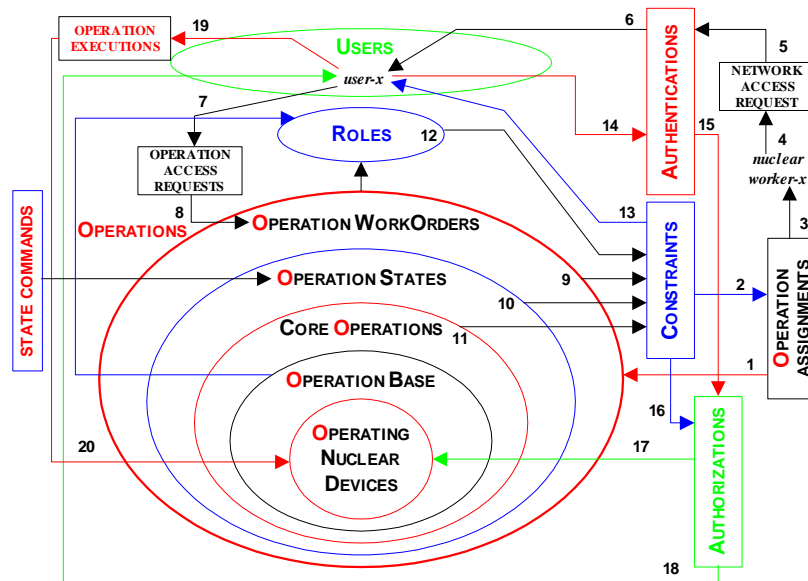 OPERATION
EXECUTIONS
19
USERS
user-x
6
AUTHENTICATIONS
5
NETWORK
ACCESS
REQUEST
7
14
15
4
nuclear
worker-x
OPERATION
ACCESS
REQUESTS
ROLES
12
8
OPERATIONS
OPERATION WORKORDERS
13
3
STATE COMMANDS
OPERATION STATES
9
10
CONSTRAINTS
2
OPERATION
ASSIGNMENTS
CORE OPERATIONS
11
OPERATION BASE
1
16
OPERATING
NUCLEAR
DEVICES
20
17
AUTHORIZATIONS
18